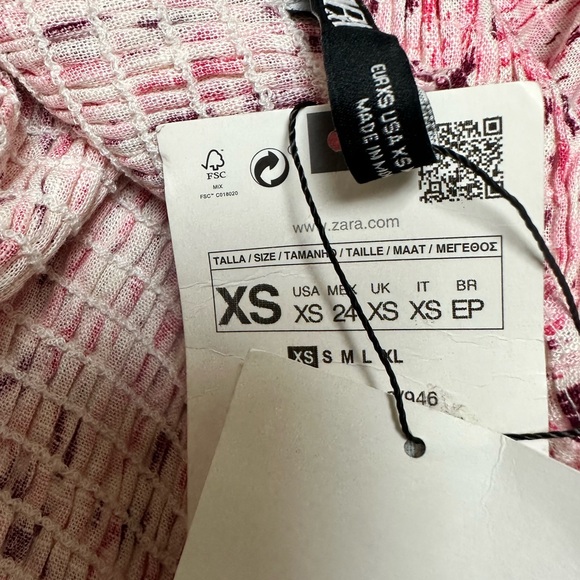 EUR XS USA XS
MADE IN
FSC
MIX
FSC™ C018020
www.zara.com
TALLA / SIZE / TAMANHO / TAILLE / MAAT / ΜΕΓΕΘΟΣ
XS
USA MEX UK IT BR
XS 24 XS XS EP
XS S M L XL
/946